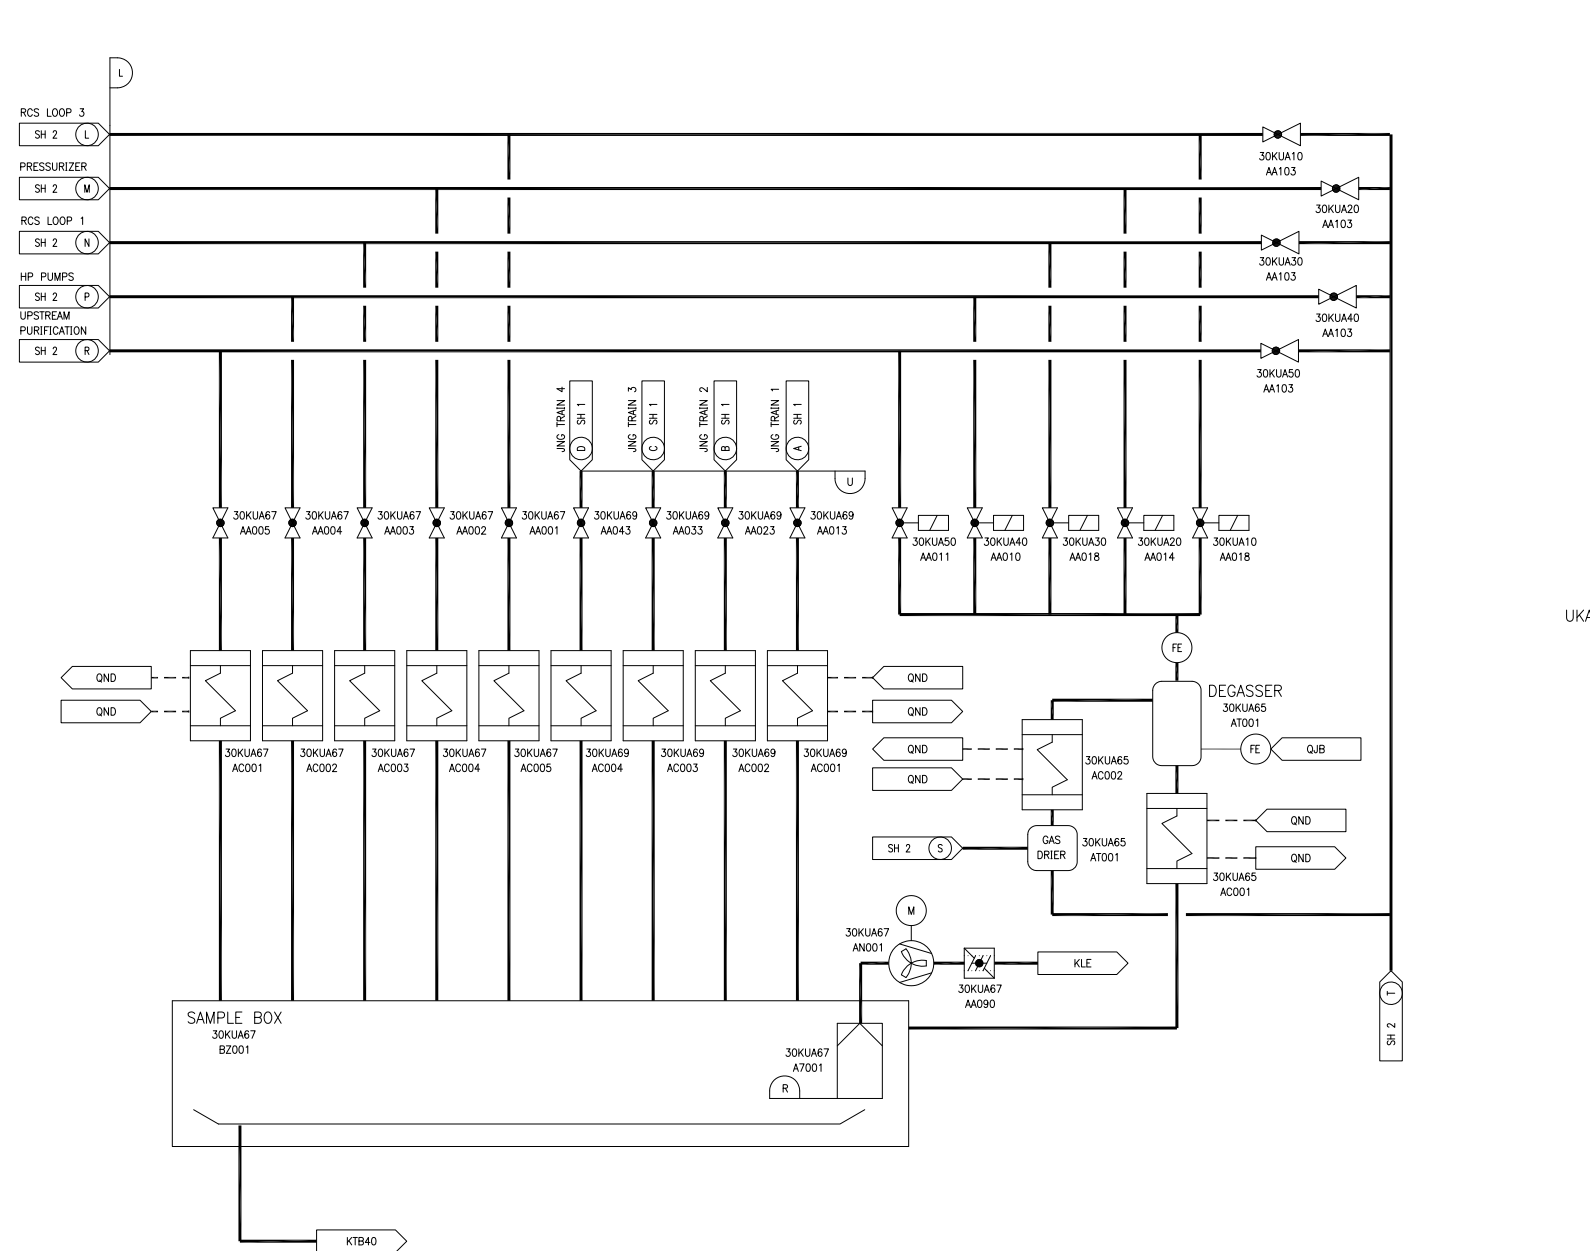 L
RCS LOOP 3
SH 2 L
PRESSURIZER
SH 2 M
RCS LOOP 1
SH 2 N
HP PUMPS
SH 2 P
UPSTREAM
PURIFICATION
SH 2 R
30KUA10
AA103
30KUA20
AA103
30KUA30
AA103
30KUA40
AA103
30KUA50
AA103
JNG TRAIN 4
D SH 1
JNG TRAIN 3
C SH 1
JNG TRAIN 2
B SH 1
JNG TRAIN 1
A SH 1
U
30KUA67
AA005
30KUA67
AA004
30KUA67
AA003
30KUA67
AA002
30KUA67
AA001
30KUA69
AA043
30KUA69
AA033
30KUA69
AA023
30KUA69
AA013
30KUA50
AA011
30KUA40
AA010
30KUA30
AA018
30KUA20
AA014
30KUA10
AA018
UKA
FE
QND
QND
QND
QND
30KUA67
AC001
30KUA67
AC002
30KUA67
AC003
30KUA67
AC004
30KUA67
AC005
30KUA69
AC004
30KUA69
AC003
30KUA69
AC002
30KUA69
AC001
DEGASSER
30KUA65
AT001
FE
QJB
QND
QND
30KUA65
AC002
QND
QND
30KUA65
AC001
SH 2 S
GAS
DRIER
30KUA65
AT001
M
30KUA67
AN001
KLE
30KUA67
AA090
SH 2 T
SAMPLE BOX
30KUA67
BZ001
30KUA67
A7001
R
KTB40